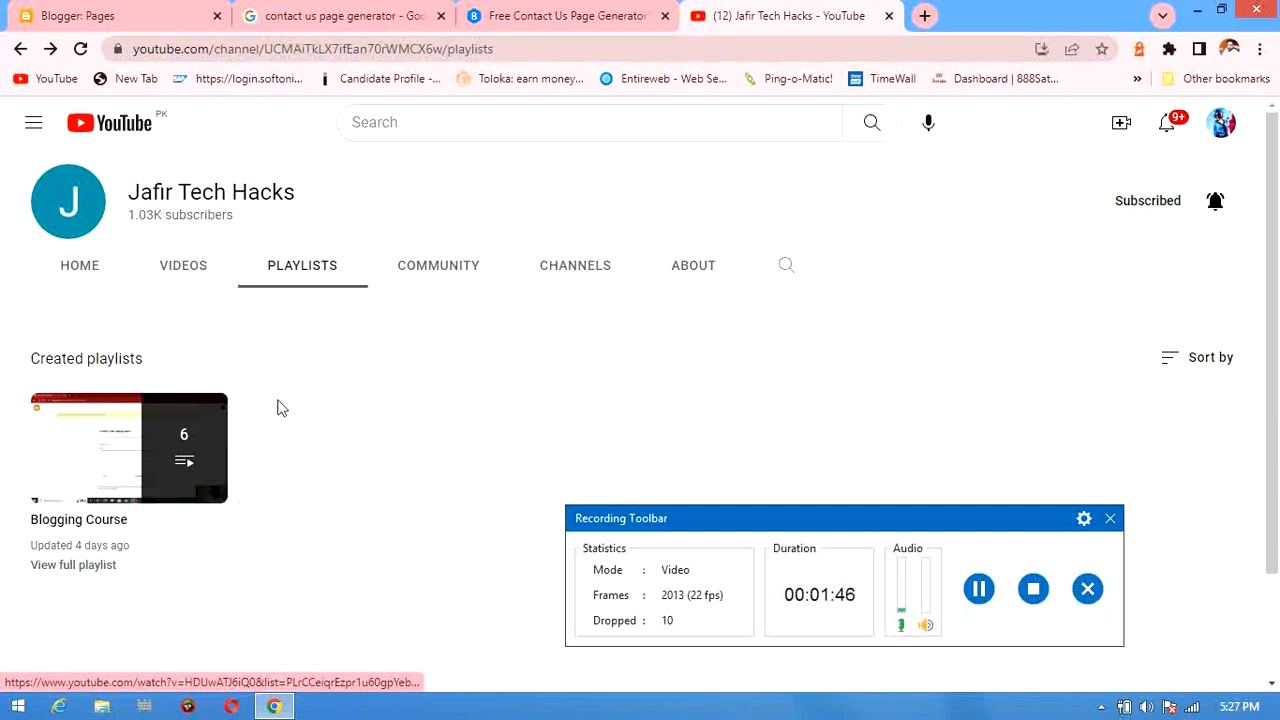 Blogger: Pages
contact us page generator - Goo
Free Contact Us Page Generator
(12) Jafir Tech Hacks - YouTube
youtube.com/channel/UCMAiTkLX7ifEan70rWMCX6w/playlists
YouTube
New Tab
https://login.softoni...
Candidate Profile -...
Toloka: earn money...
Entireweb - Web Se...
Ping-o-Matic!
TimeWall
Dashboard | 888Sat...
»
Other bookmarks
YouTube PK
Search
9+
J
Jafir Tech Hacks
1.03K subscribers
Subscribed
HOME
VIDEOS
PLAYLISTS
COMMUNITY
CHANNELS
ABOUT
Created playlists
Sort by
6
Blogging Course
Updated 4 days ago
View full playlist
Recording Toolbar
Statistics
Mode : Video
Frames : 2013 (22 fps)
Dropped : 10
Duration
00:01:46
Audio
https://www.youtube.com/watch?v=HDUwATJ6iQ0&list=PLrCCeiqrEzpr1u60gpYeb...
5:27 PM